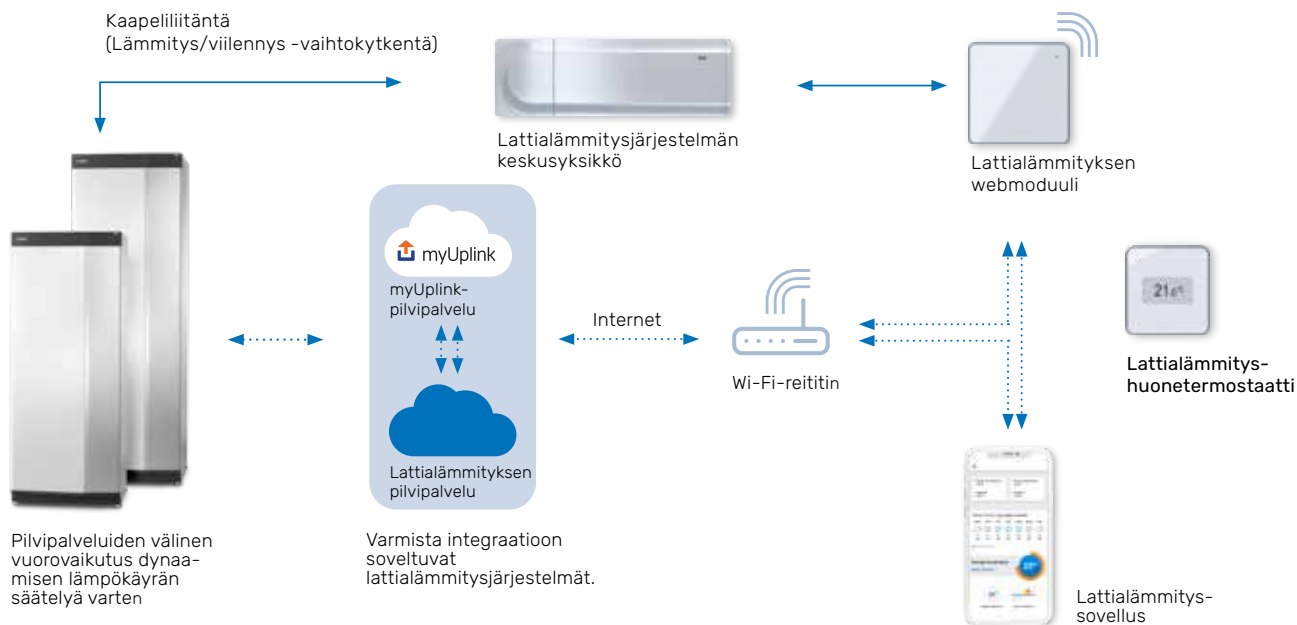 Kaapeliliitäntä
(Lämmitys/viilennys -vaihtokytkentä)
Lattialämmitysjärjestelmän
keskusyksikkö
Lattialämmityksen
webmoduuli
myUplink
myUplink-
pilvipalvelu
Internet
Wi-Fi-reititin
Lattialämmitys-
huonetermostaatti
Lattialämmityksen
pilvipalvelu
Pilvipalveluiden välinen
vuorovaikutus dynaa-
misen lämpökäyrän
säätelyä varten
Varmista integraatioon
soveltuvat
lattialämmitysjärjestelmät.
Lattialämmitys-
sovellus